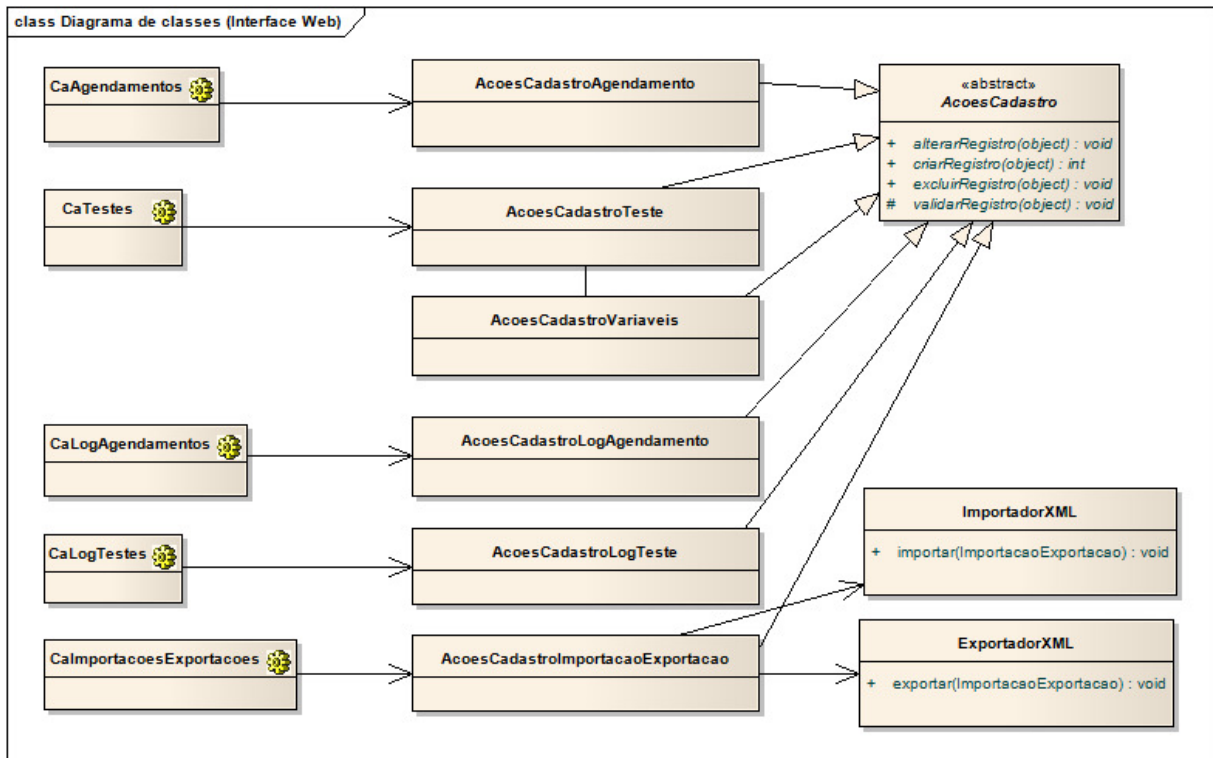 class Diagrama de classes (Interface Web)
CaAgendamentos
AcoesCadastroAgendamento
«abstract»
AcoesCadastro
+ alterarRegistro(object) : void
+ criarRegistro(object) : int
+ excluirRegistro(object) : void
# validarRegistro(object) : void
CaTestes
AcoesCadastroTeste
AcoesCadastroVariaveis
CaLogAgendamentos
AcoesCadastroLogAgendamento
ImportadorXML
+ importar(ImportacaoExportacao) : void
CaLogTestes
AcoesCadastroLogTeste
CaImportacoesExportacoes
AcoesCadastroImportacaoExportacao
ExportadorXML
+ exportar(ImportacaoExportacao) : void